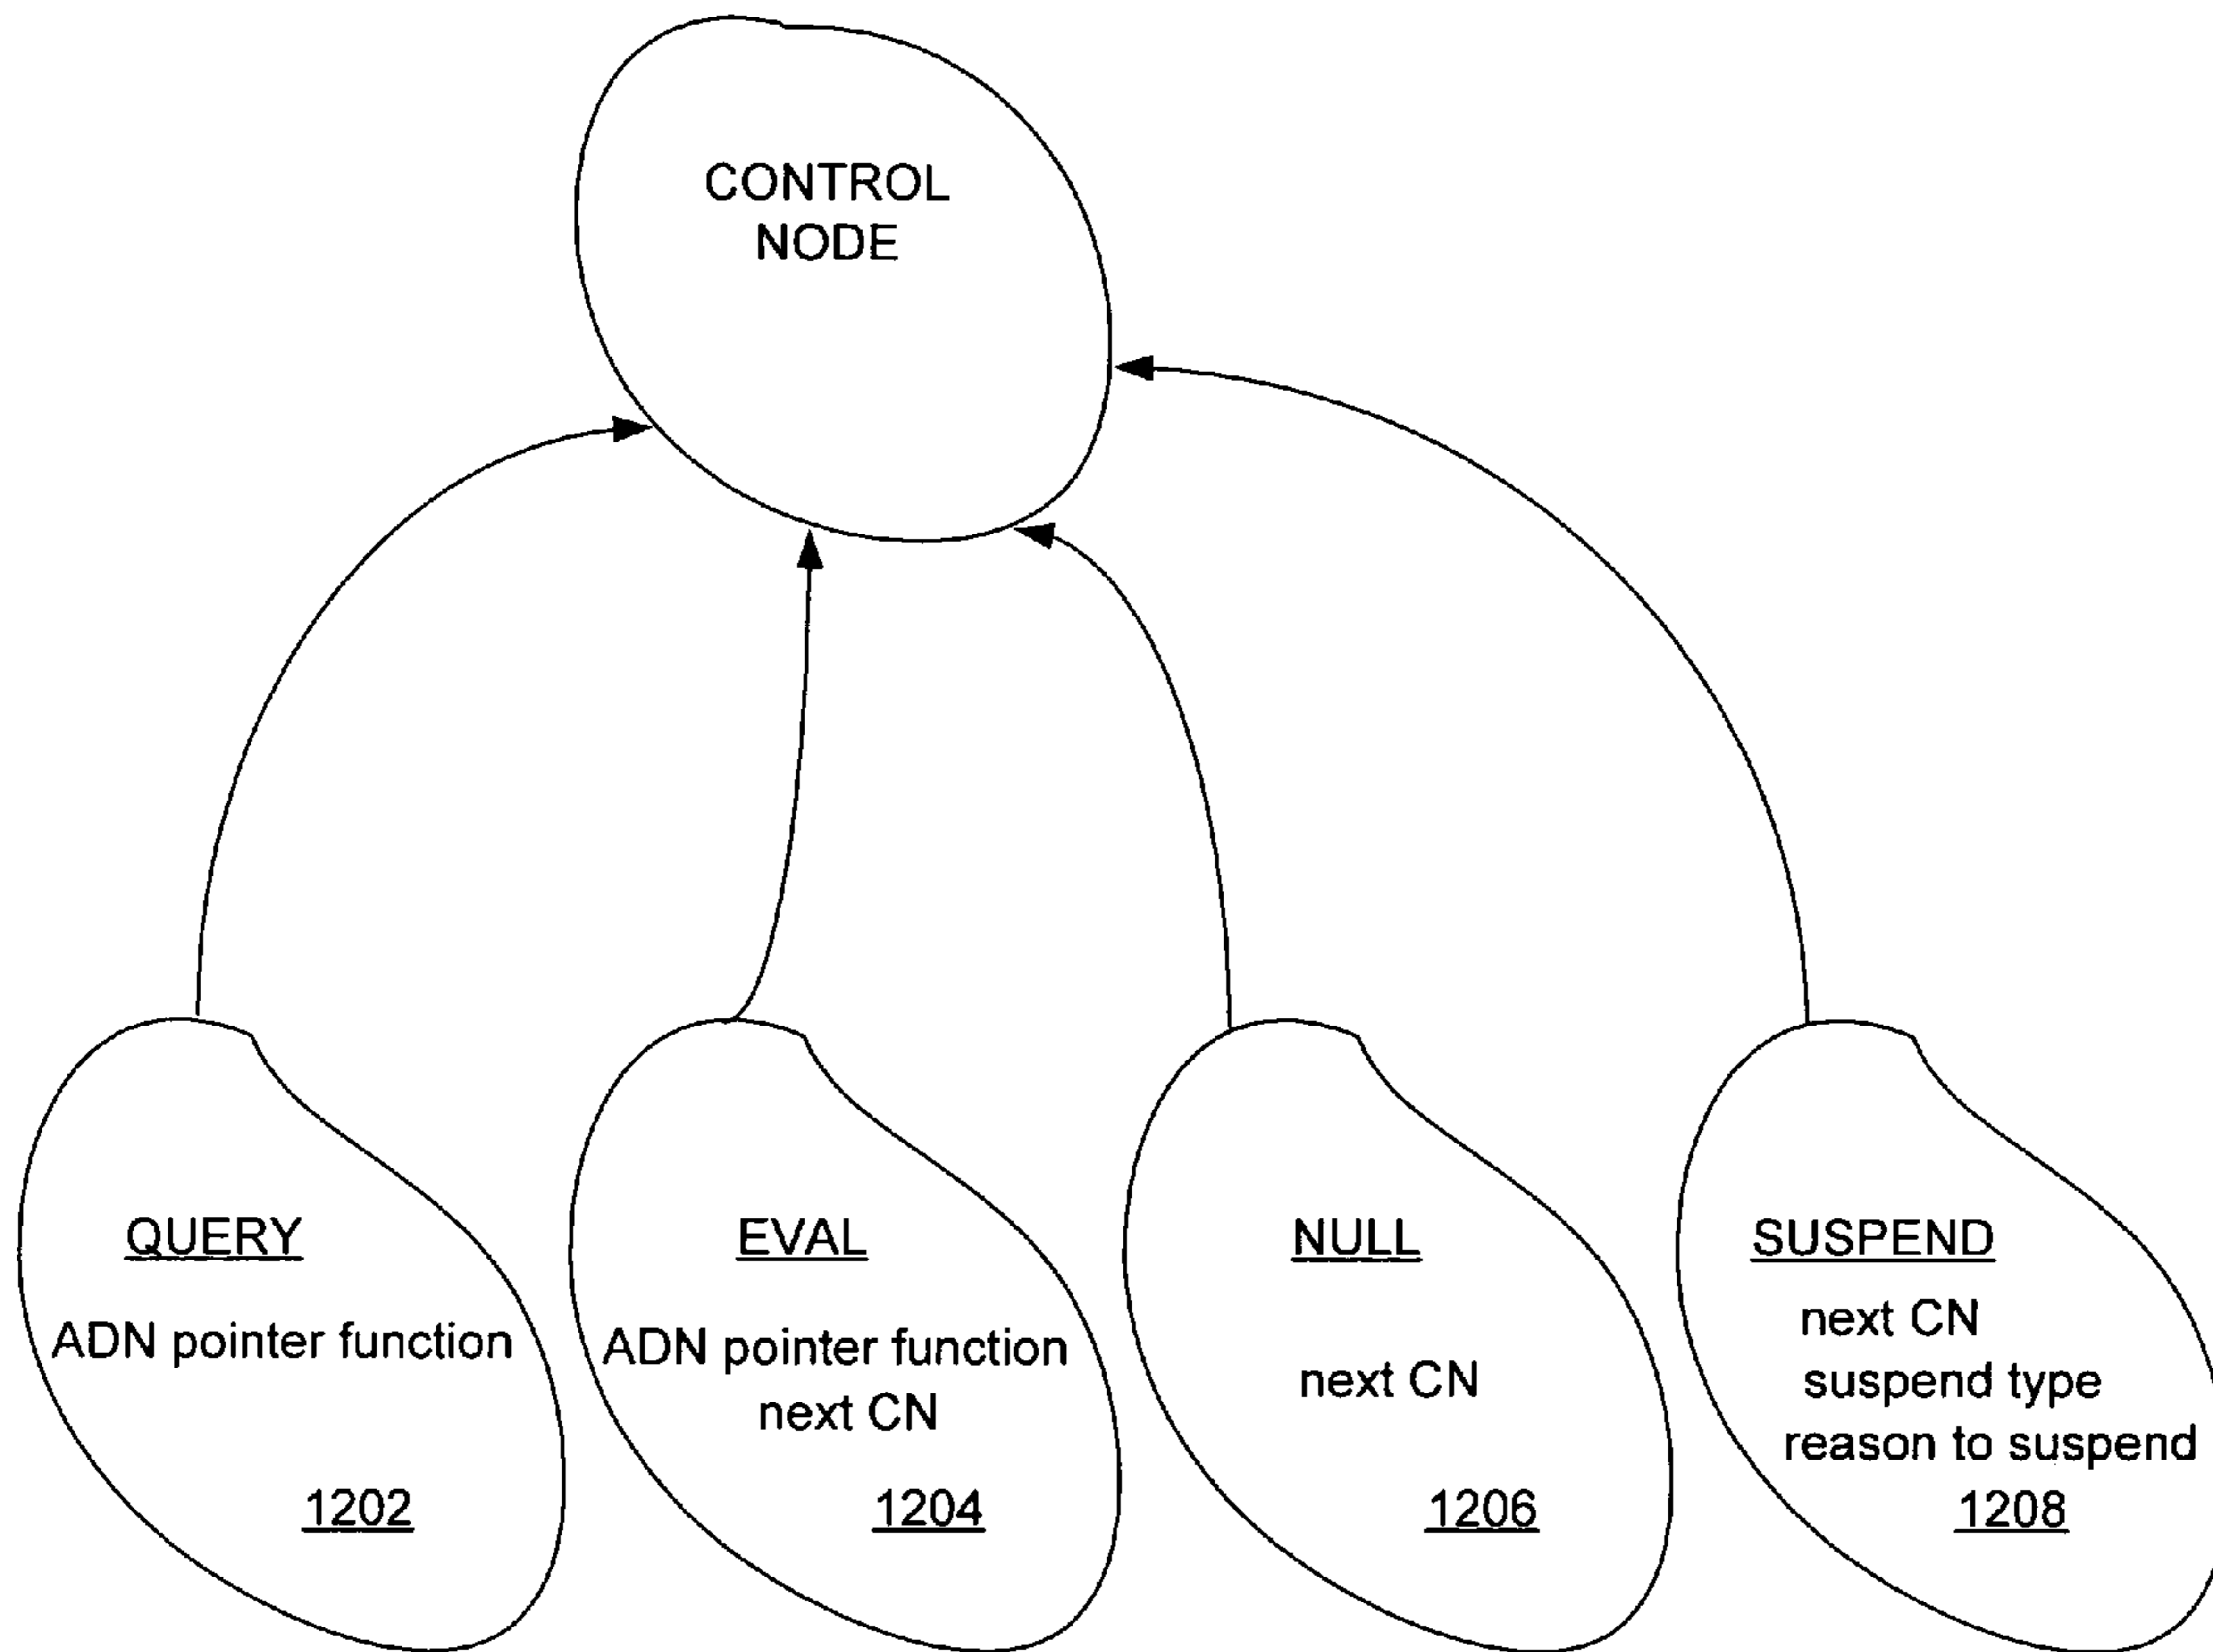 CONTROL
NODE
QUERY
ADN pointer function
1202
EVAL
ADN pointer function
next CN
1204
NULL
next CN
1206
SUSPEND
next CN
suspend type
reason to suspend
1208